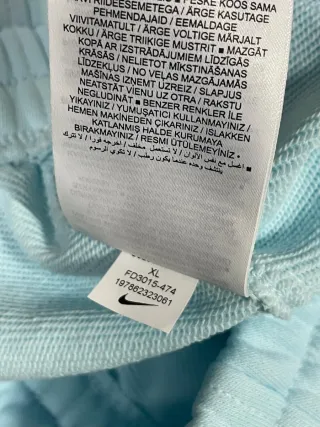 RIIDEESEMETEGA / ÄRGE KASUTAGE
PEHMENDAJAID / EEMALDAGE
VIIVITAMATULT / ÄRGE VOLTIGE MÄRJALT
KOKKU / ÄRGE TRIIKIGE MUSTRIT ■ MAZGĀT
KOPĀ AR IZSTRĀDĀJUMIEM LĪDZĪGĀS
KRĀSĀS / NELIETOT MĪKSTINĀŠANAS
LĪDZEKĻUS / NO VEĻAS MAZGĀJAMĀS
MAŠĪNAS IZŅEMT UZREIZ / SLAPJUS
NEATSTĀT VIENU UZ OTRA / RAKSTU
NEGLUDINĀT ■ BENZER RENKLER İLE
YIKAYINIZ / YUMUŞATICI KULLANMAYINIZ /
HEMEN MAKİNEDEN ÇIKARINIZ / ISLAKKEN
KATLANMIŞ HALDE KURUMAYA
BIRAKMAYINIZ / RESMİ ÜTÜLEMEYİNİZ ■
XL
FD3015-474
197862323061